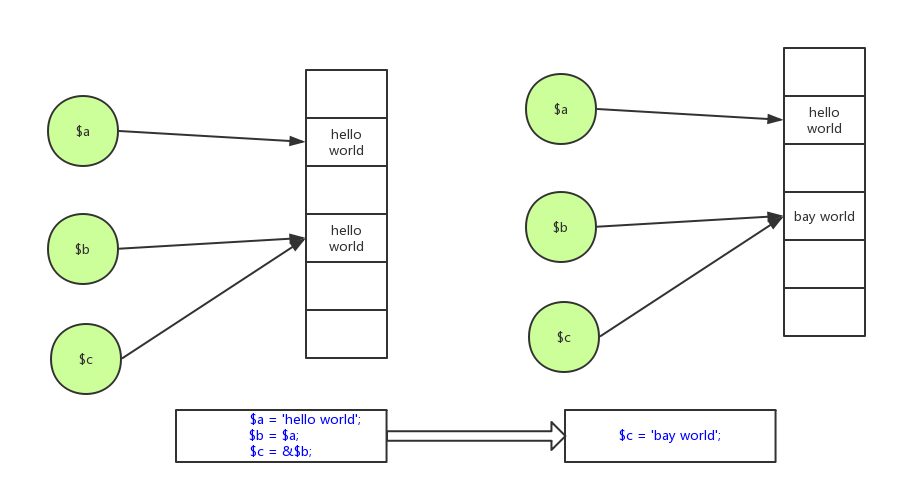 $a
hello
world
$b
hello
world
$c
$a
hello
world
$b
bay world
$c
$a = 'hello world';
$b = $a;
$c = &$b;
$c = 'bay world';